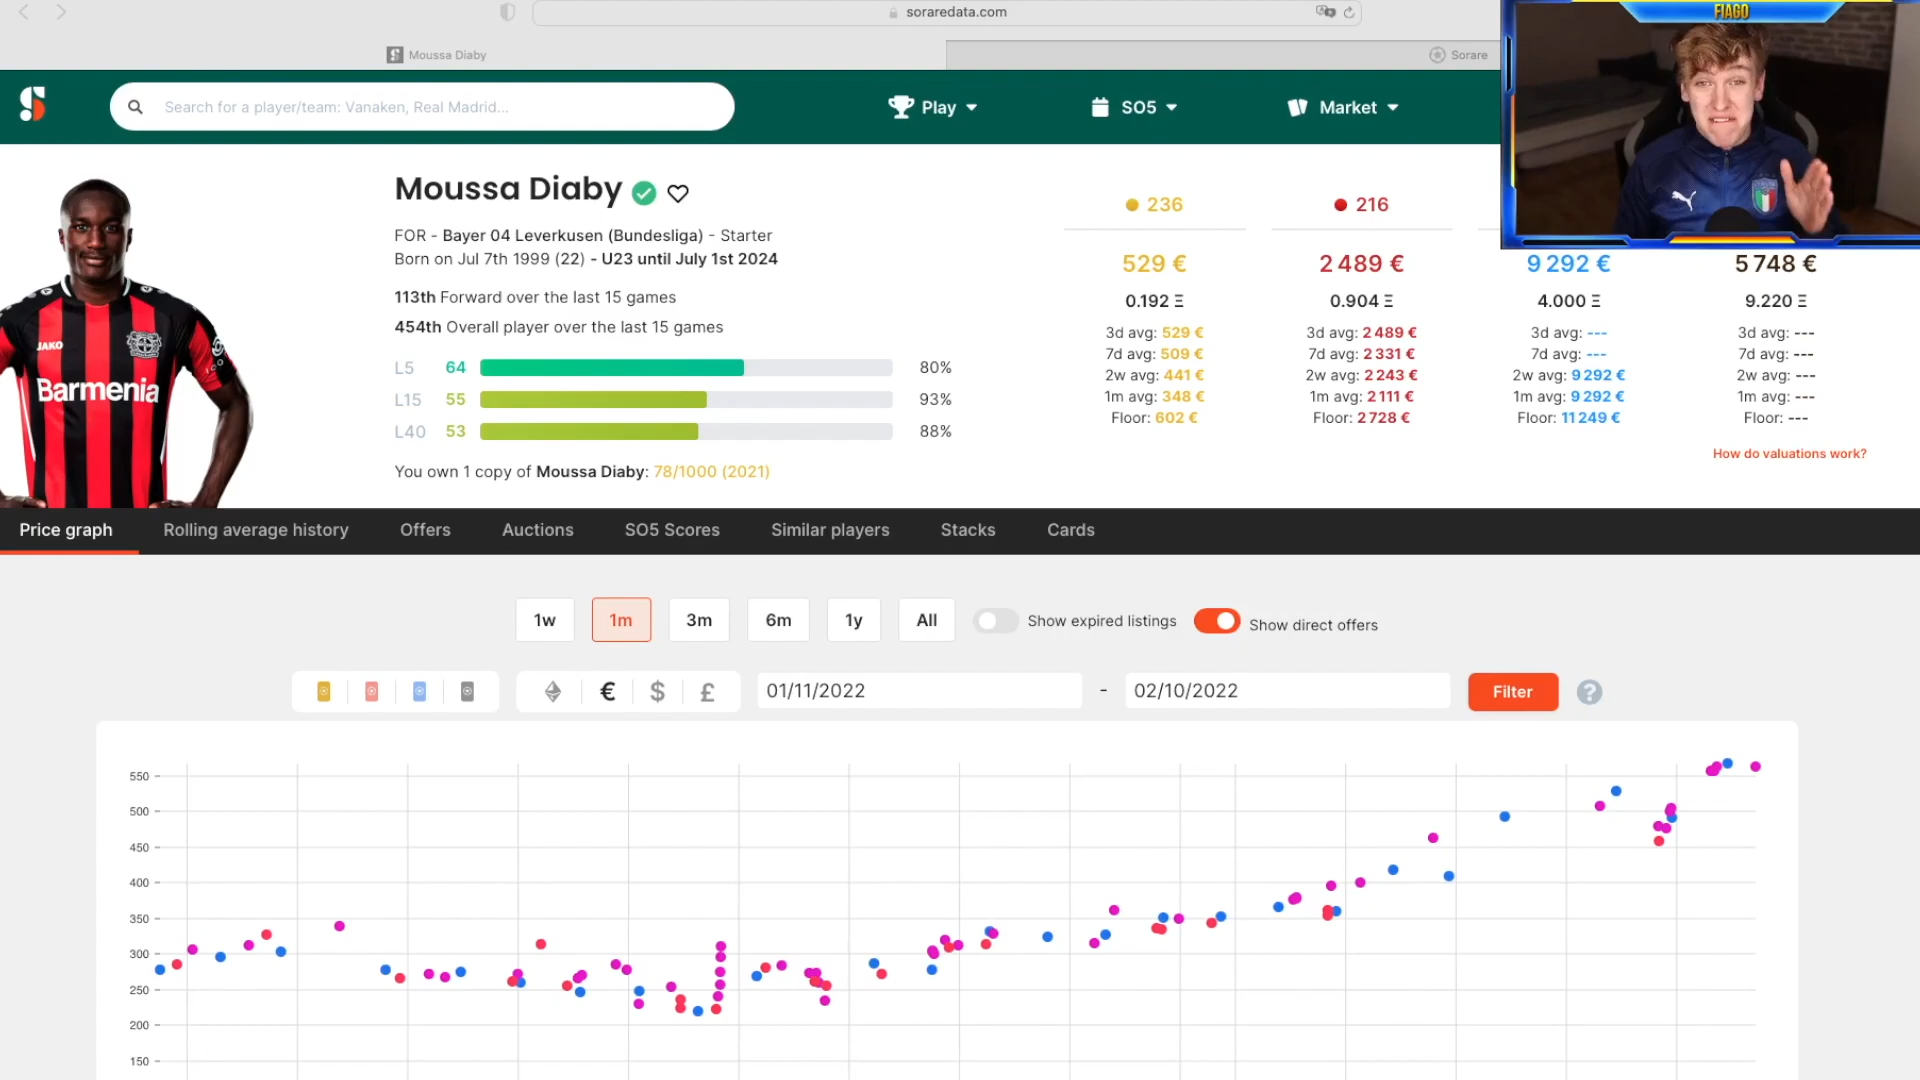 soraredata.com
Moussa Diaby
Sorare
FIAGO
Search for a player/team: Vanaken, Real Madrid...
Play
SO5
Market
Moussa Diaby
FOR - Bayer 04 Leverkusen (Bundesliga) - Starter
Born on Jul 7th 1999 (22) - U23 until July 1st 2024
113th Forward over the last 15 games
454th Overall player over the last 15 games
L5 64 80%
L15 55 93%
L40 53 88%
You own 1 copy of Moussa Diaby: 78/1000 (2021)
JAKO
Barmenia
236
529 €
0.192 Ξ
3d avg: 529 €
7d avg: 509 €
2w avg: 441 €
1m avg: 348 €
Floor: 602 €
216
2 489 €
0.904 Ξ
3d avg: 2 489 €
7d avg: 2 331 €
2w avg: 2 243 €
1m avg: 2 111 €
Floor: 2 728 €
9 292 €
4.000 Ξ
3d avg: ---
7d avg: ---
2w avg: 9 292 €
1m avg: 9 292 €
Floor: 11 249 €
5 748 €
9.220 Ξ
3d avg: ---
7d avg: ---
2w avg: ---
1m avg: ---
Floor: ---
How do valuations work?
Price graph Rolling average history Offers Auctions SO5 Scores Similar players Stacks Cards
1w 1m 3m 6m 1y All Show expired listings Show direct offers
€ $ £ 01/11/2022 - 02/10/2022 Filter ?
550
500
450
400
350
300
250
200
150